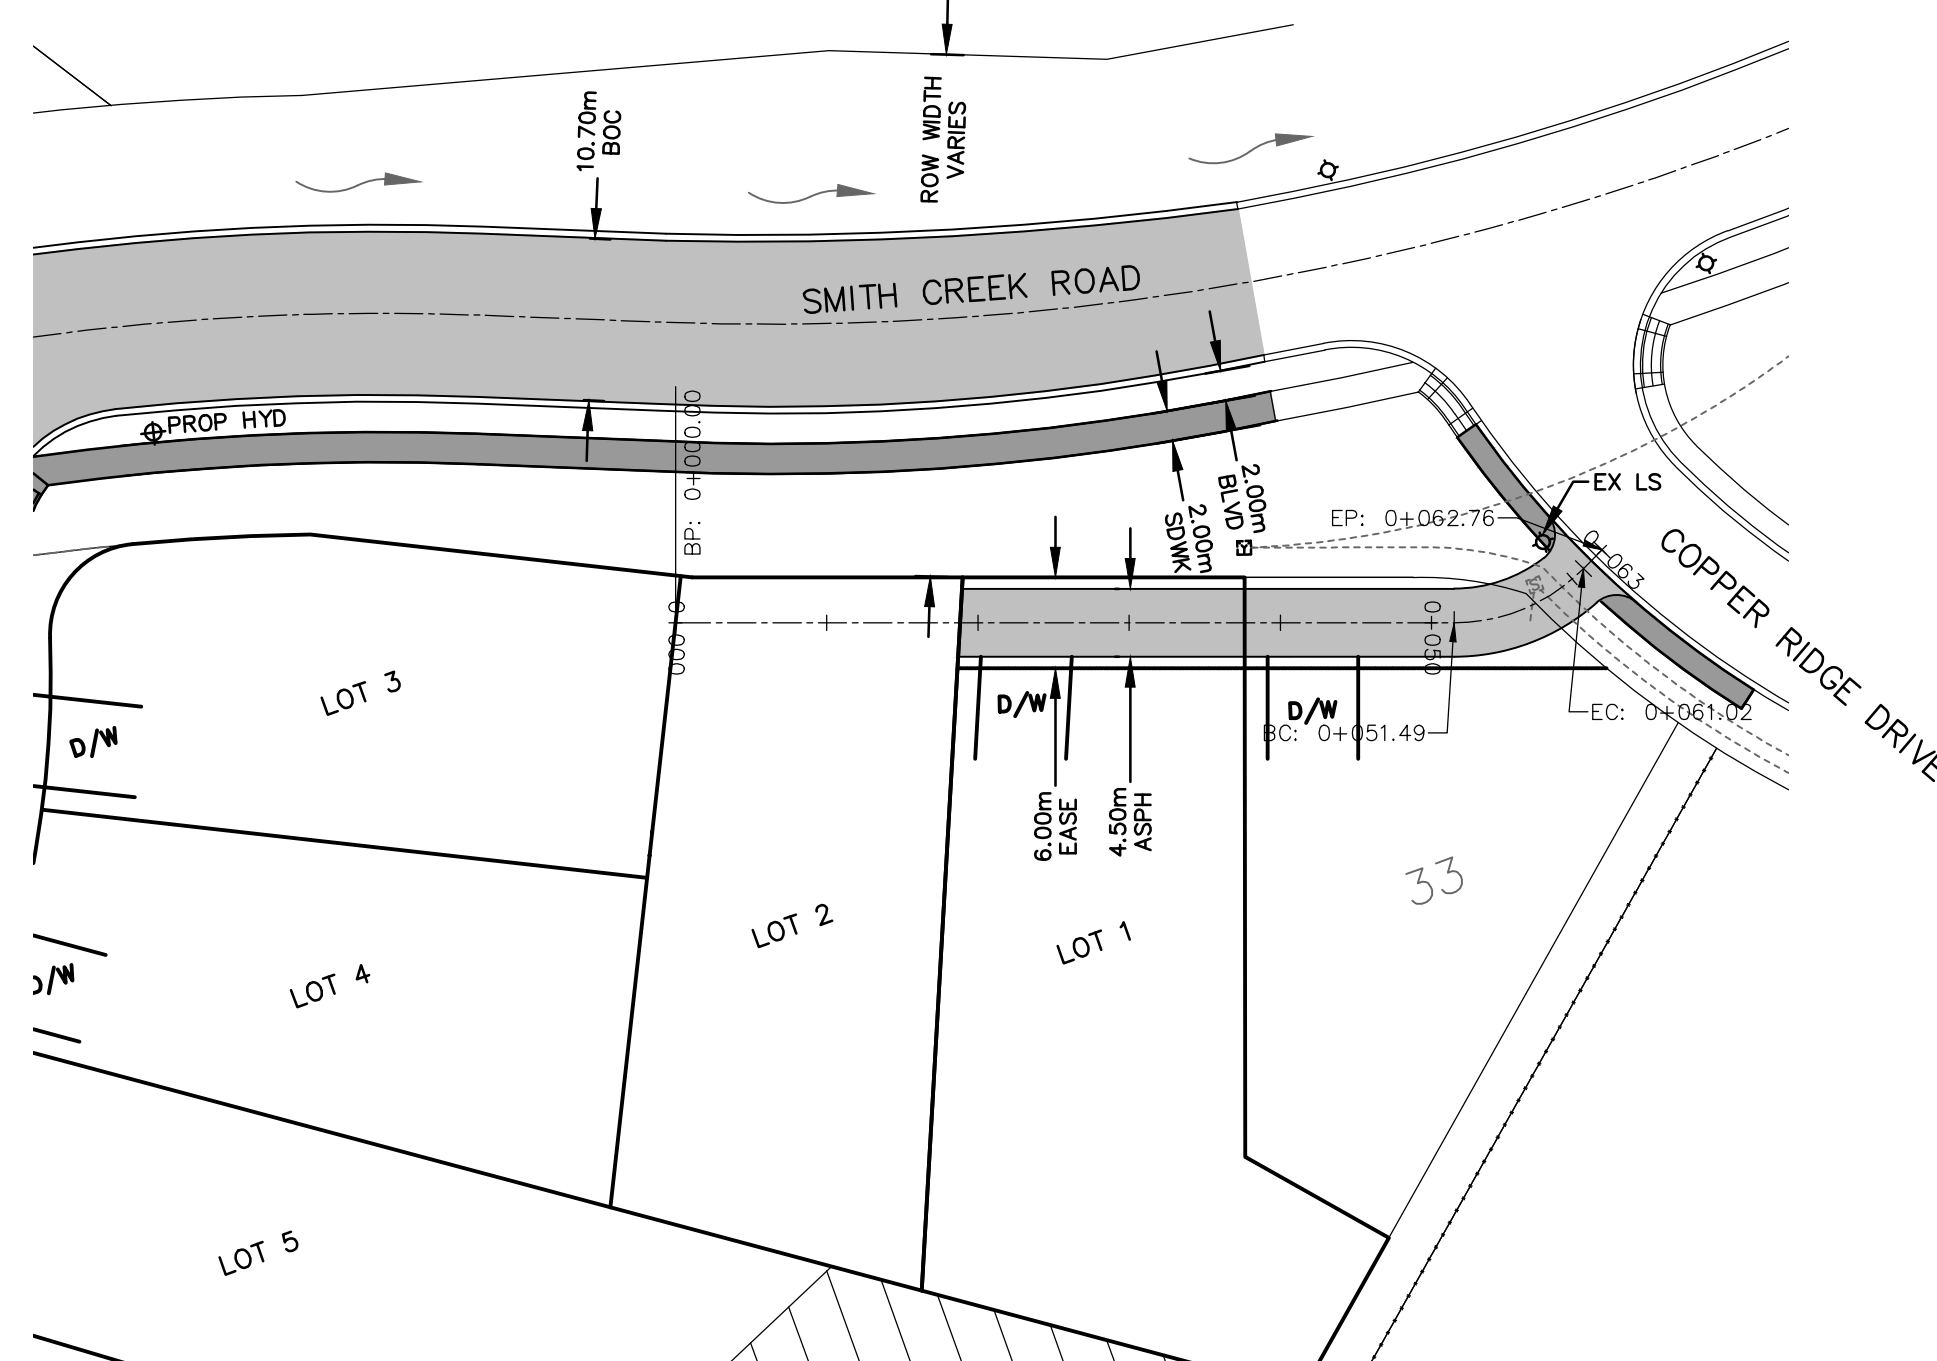 10.70m
BOC
ROW WIDTH
VARIES
SMITH CREEK ROAD
PROP HYD
BP: 0+000.00
2.00m
BLVD
2.00m
SDWK
EX LS
EP: 0+062.76
0+063
COPPER RIDGE DRIVE
0+050
EC: 0+061.02
BC: 0+051.49
D/W
D/W
D/W
D/W
6.00m
EASE
4.50m
ASPH
LOT 3
LOT 2
LOT 1
33
LOT 4
LOT 5